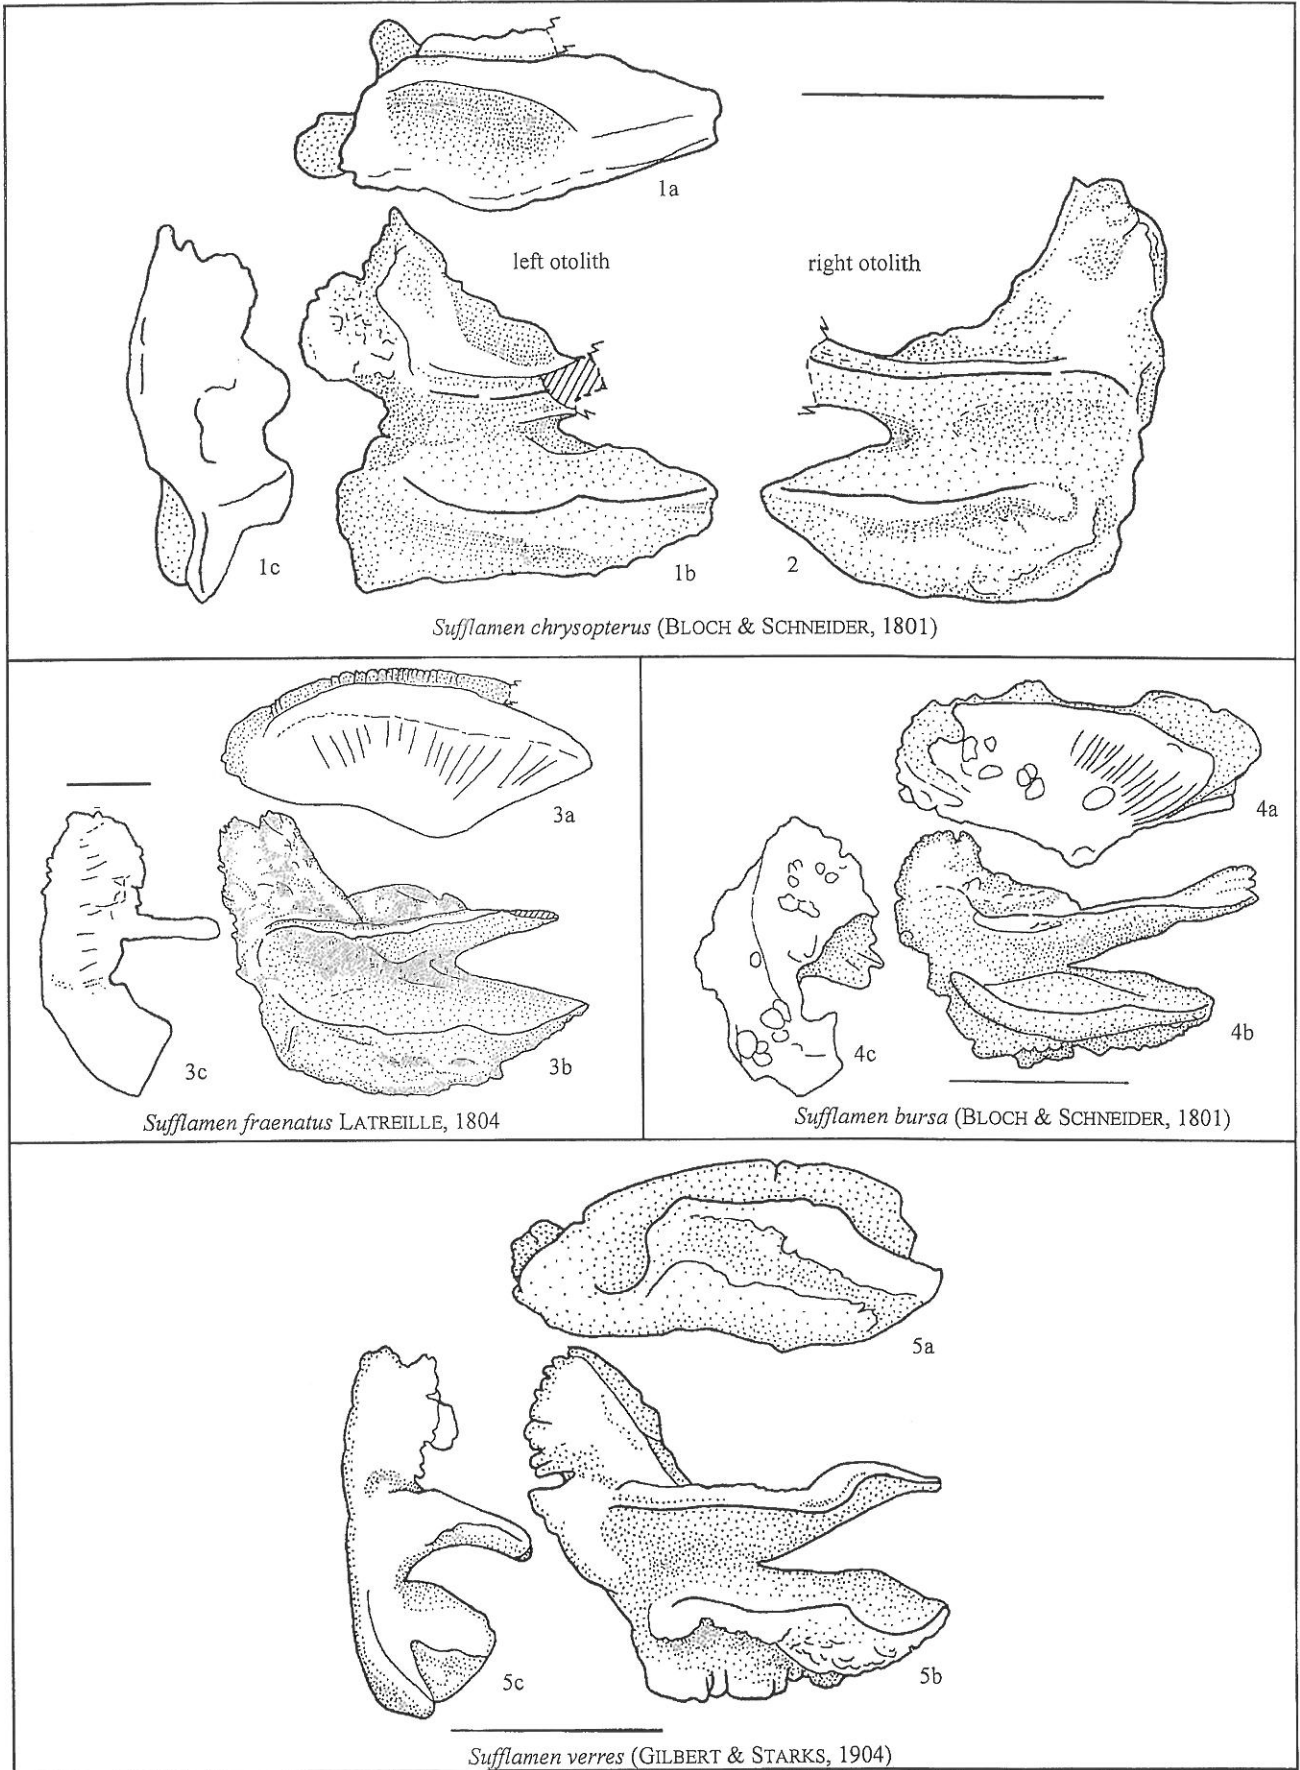 1a
left otolith
right otolith
1c
1b
2
Sufflamen chrysopterus (BLOCH & SCHNEIDER, 1801)
3a
3c
3b
Sufflamen fraenatus LATREILLE, 1804
4a
4c
4b
Sufflamen bursa (BLOCH & SCHNEIDER, 1801)
5a
5c
5b
Sufflamen verres (GILBERT & STARKS, 1904)